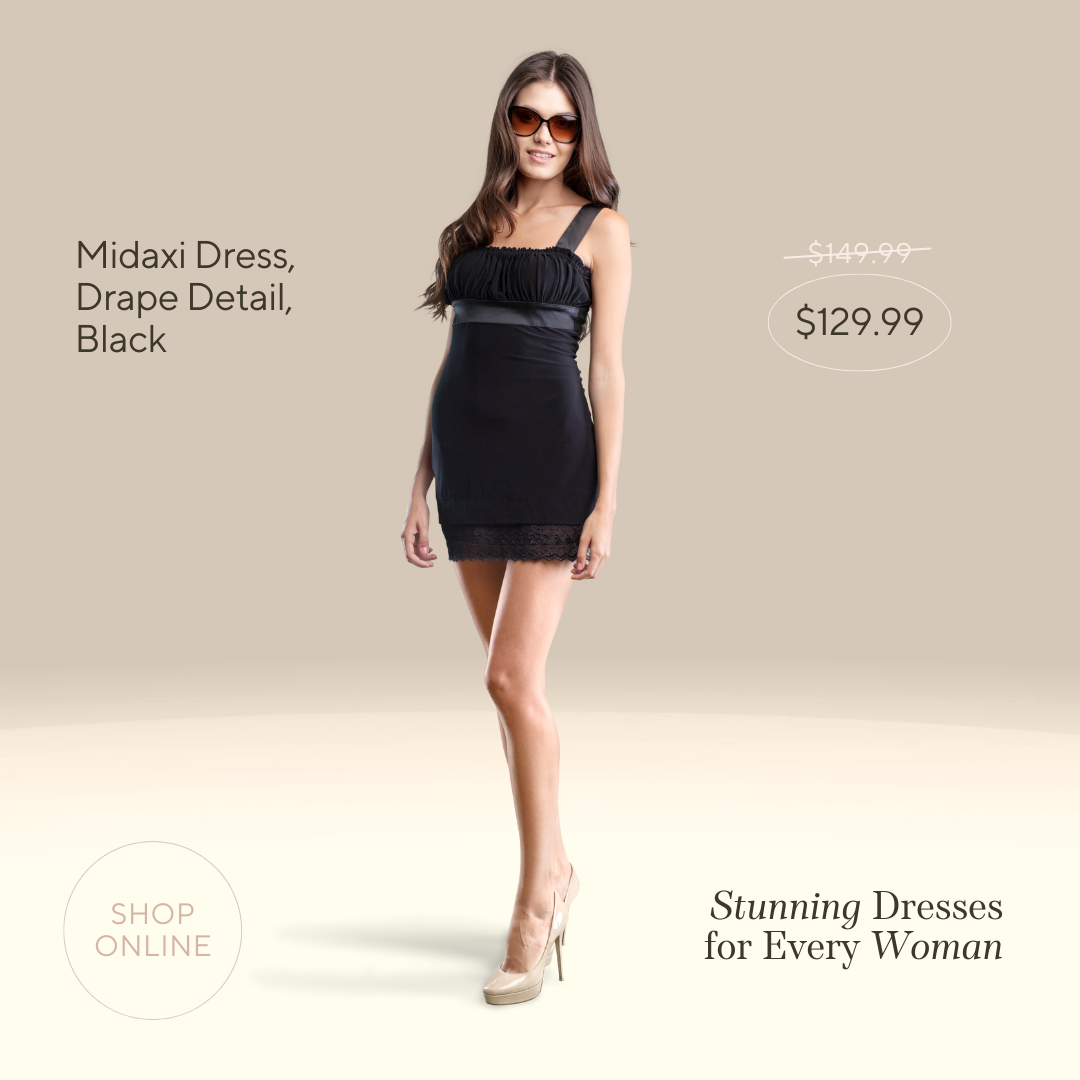 Midaxi Dress,
Drape Detail,
Black
$149.99
$129.99
SHOP
ONLINE
Stunning Dresses
for Every Woman